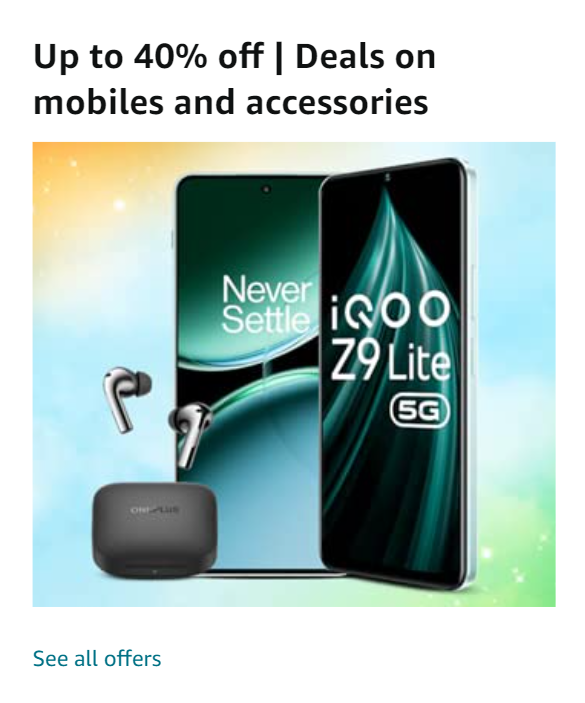 Up to 40% off | Deals on
mobiles and accessories
Never
Settle
iQOO
Z9 Lite
5G
ONEPLUS
See all offers